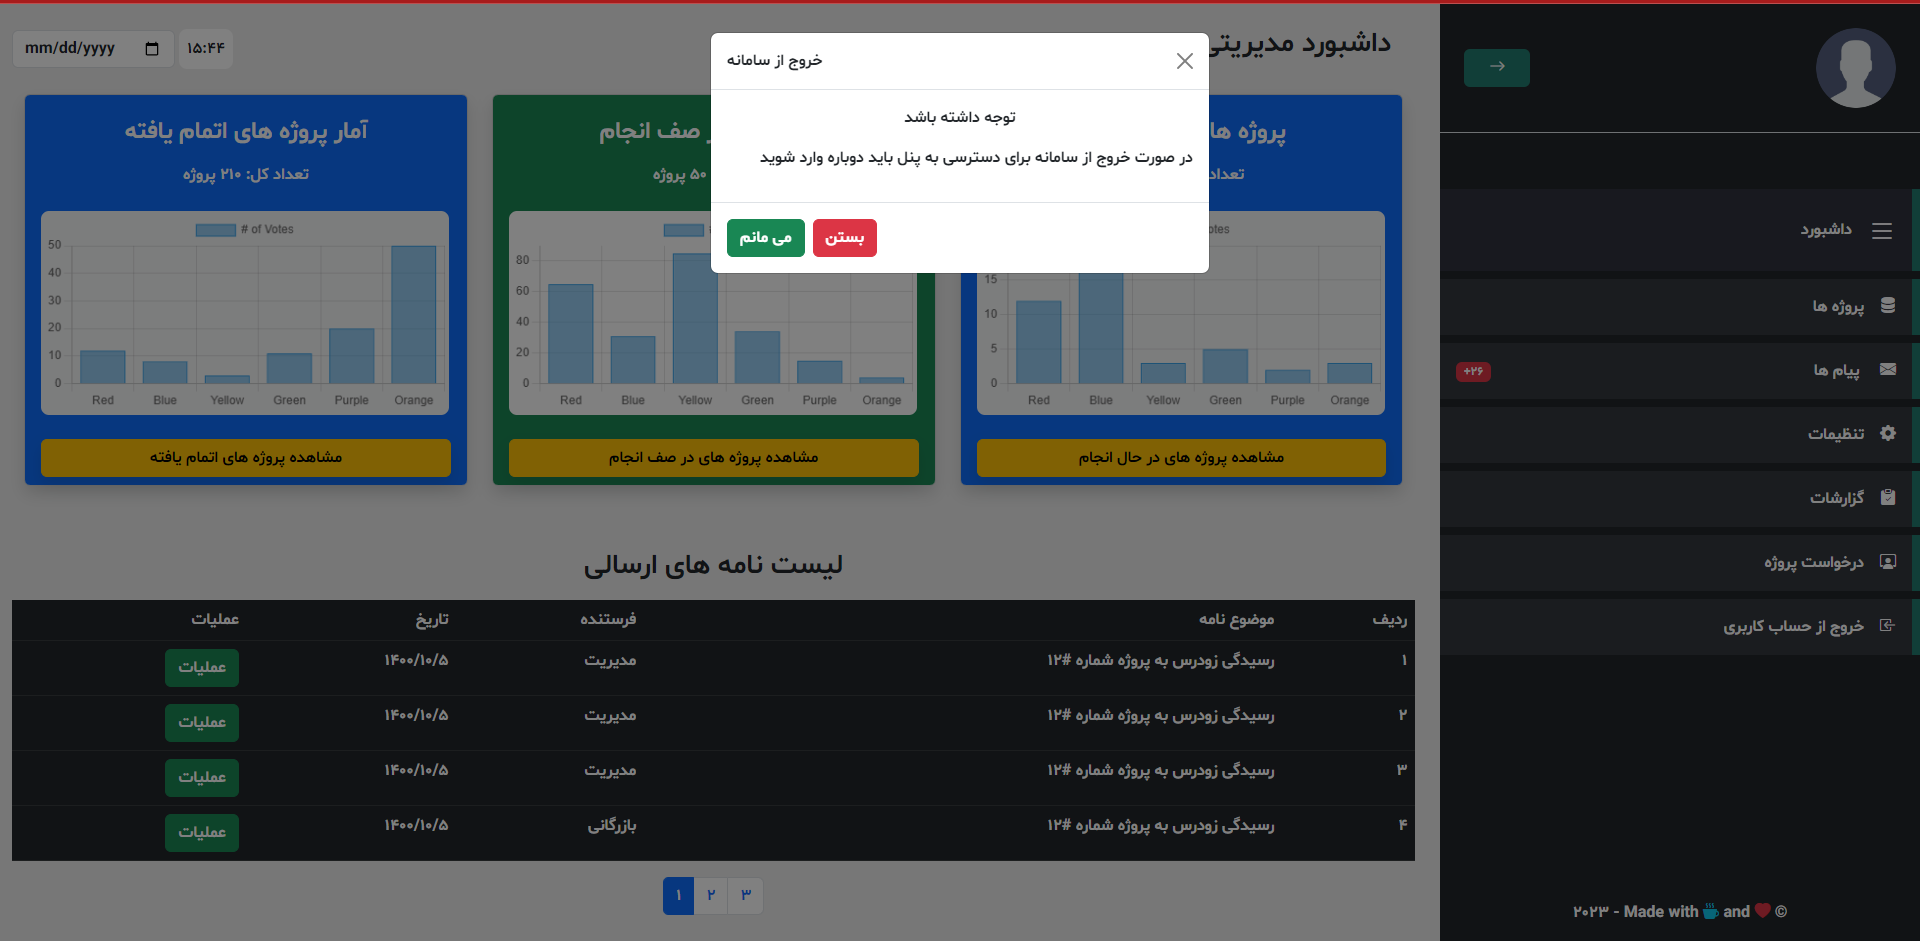 داشبورد مدیریتی
mm/dd/yyyy
۱۵:۴۴
خروج از سامانه
توجه داشته باشد
در صورت خروج از سامانه برای دسترسی به پنل باید دوباره وارد شوید
بستن
می مانم
داشبورد
پروژه ها
پیام ها
+۲۶
تنظیمات
گزارشات
درخواست پروژه
خروج از حساب کاربری
© and Made with - ۲۰۲۳
پروژه ها
تعداد
otes
15
10
5
0
Red Blue Yellow Green Purple Orange
مشاهده پروژه های در حال انجام
صف انجام
۵۰ پروژه
80
60
40
20
0
Red Blue Yellow Green Purple Orange
مشاهده پروژه های در صف انجام
آمار پروژه های اتمام یافته
تعداد کل: ۲۱۰ پروژه
# of Votes
50
40
30
20
10
0
Red Blue Yellow Green Purple Orange
مشاهده پروژه های اتمام یافته
لیست نامه های ارسالی
ردیف موضوع نامه فرستنده تاریخ عملیات
۱ رسیدگی زودرس به پروژه شماره #۱۲ مدیریت ۱۴۰۰/۱۰/۵ عملیات
۲ رسیدگی زودرس به پروژه شماره #۱۲ مدیریت ۱۴۰۰/۱۰/۵ عملیات
۳ رسیدگی زودرس به پروژه شماره #۱۲ مدیریت ۱۴۰۰/۱۰/۵ عملیات
۴ رسیدگی زودرس به پروژه شماره #۱۲ بازرگانی ۱۴۰۰/۱۰/۵ عملیات
۱ ۲ ۳